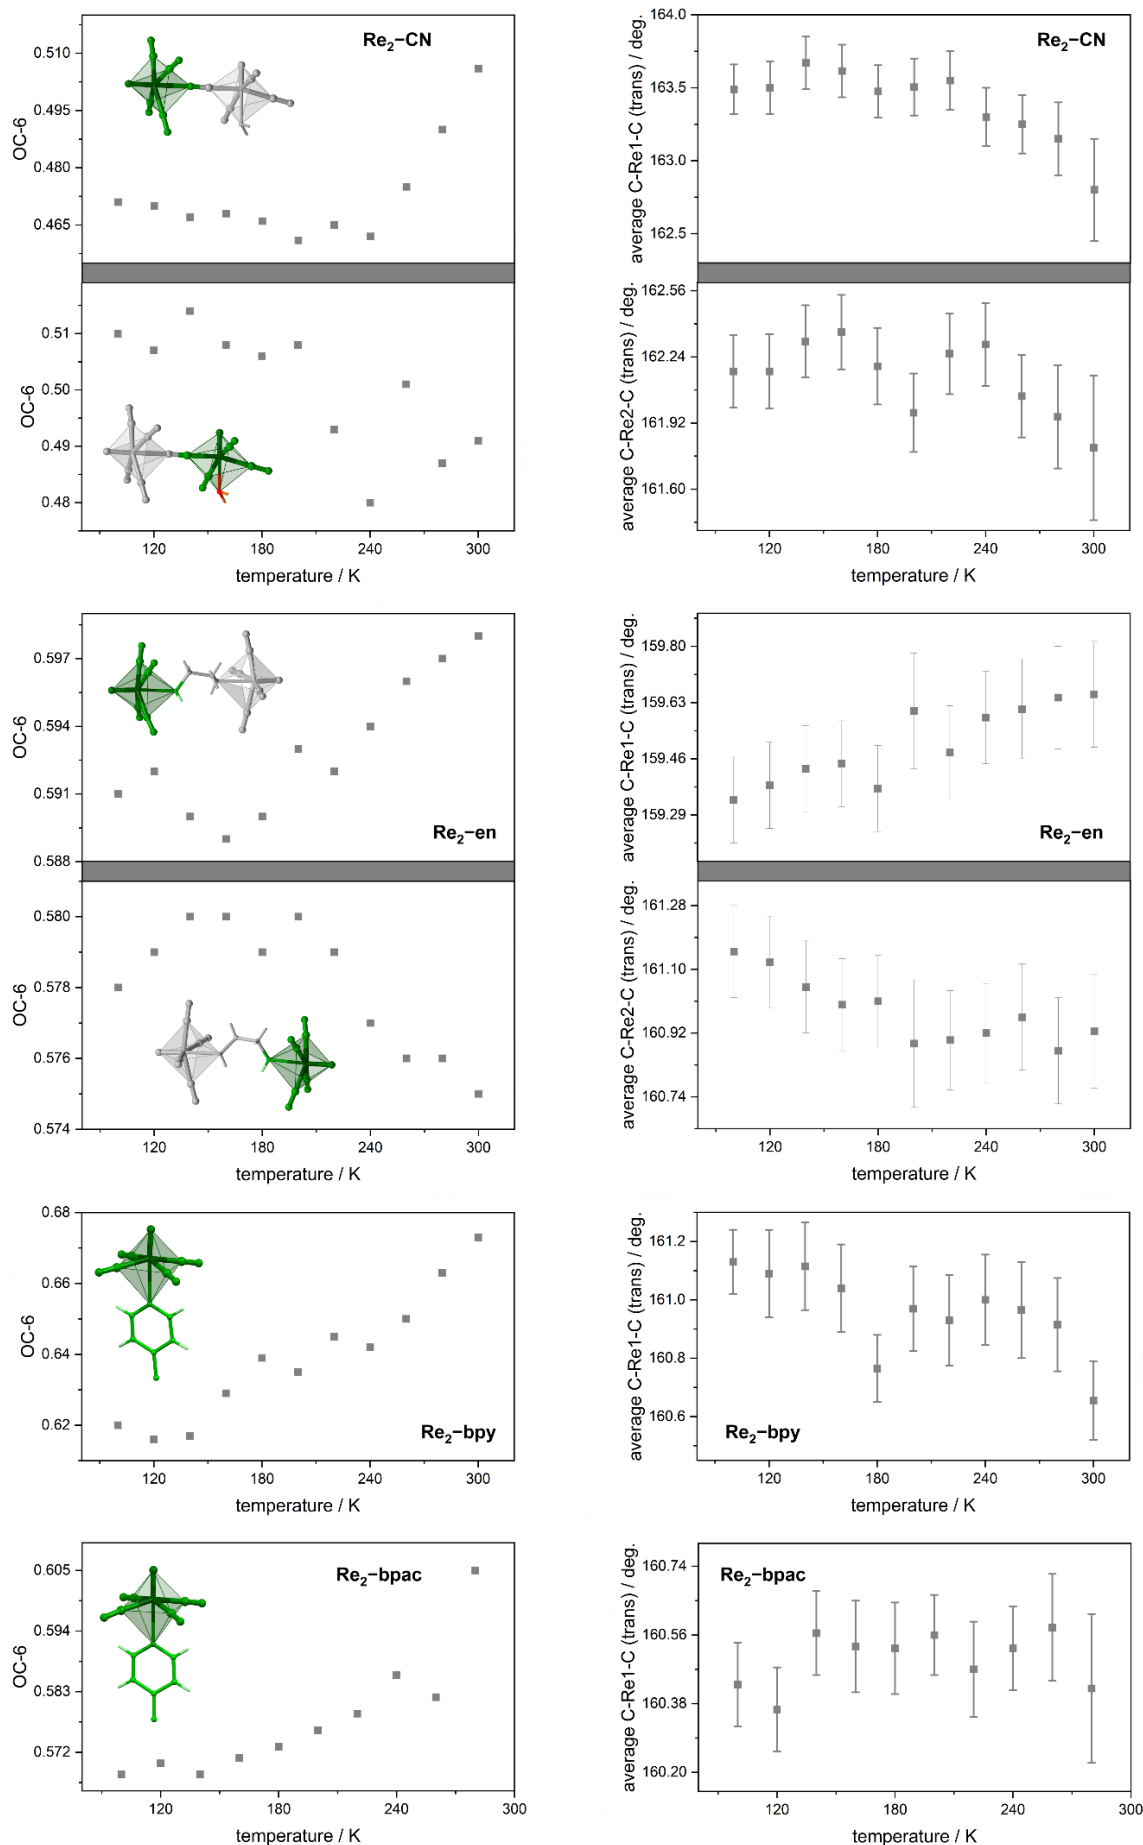 Re₂−CN
OC-6
0.510
0.495
0.480
0.465
OC-6
0.51
0.50
0.49
0.48
120 180 240 300
temperature / K
Re₂−CN
average C-Re1-C (trans) / deg.
164.0
163.5
163.0
162.5
average C-Re2-C (trans) / deg.
162.56
162.24
161.92
161.60
120 180 240 300
temperature / K
OC-6
0.597
0.594
0.591
0.588
Re₂−en
OC-6
0.580
0.578
0.576
0.574
120 180 240 300
temperature / K
average C-Re1-C (trans) / deg.
159.80
159.63
159.46
159.29
Re₂−en
average C-Re2-C (trans) / deg.
161.28
161.10
160.92
160.74
120 180 240 300
temperature / K
OC-6
0.68
0.66
0.64
0.62
Re₂−bpy
120 180 240 300
temperature / K
average C-Re1-C (trans) / deg.
161.2
161.0
160.8
160.6
Re₂−bpy
120 180 240 300
temperature / K
Re₂−bpac
OC-6
0.605
0.594
0.583
0.572
120 180 240 300
temperature / K
Re₂−bpac
average C-Re1-C (trans) / deg.
160.74
160.56
160.38
160.20
120 180 240 300
temperature / K